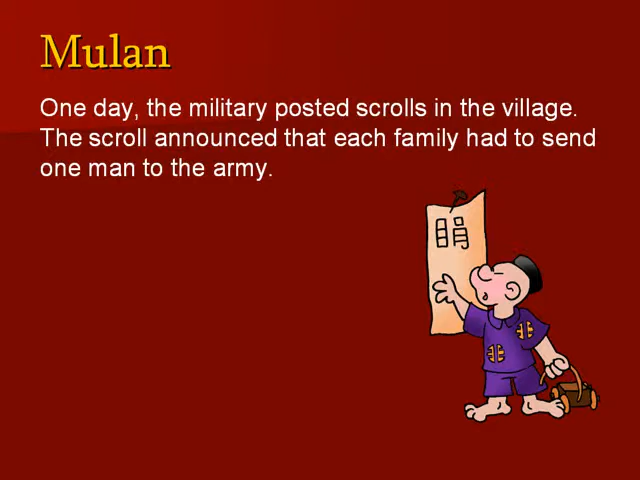 Mulan
One day, the military posted scrolls in the village.
The scroll announced that each family had to send
one man to the army.